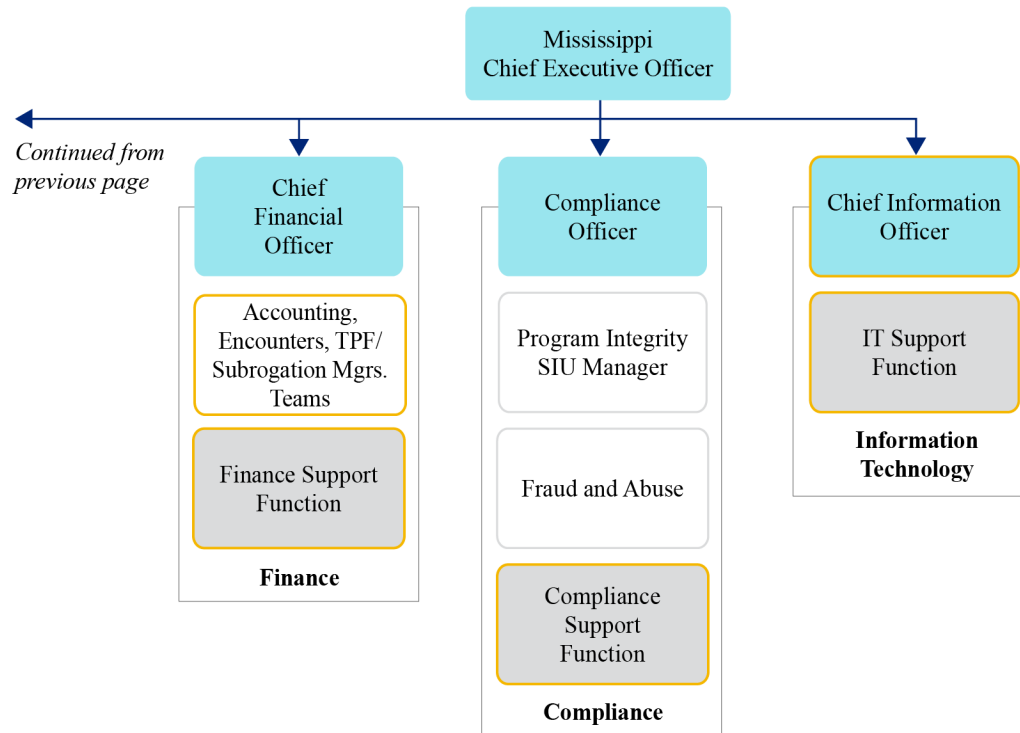 Mississippi
Chief Executive Officer
Continued from
previous page
Chief
Financial
Officer
Accounting,
Encounters, TPF/
Subrogation Mgrs.
Teams
Finance Support
Function
Finance
Compliance
Officer
Program Integrity
SIU Manager
Fraud and Abuse
Compliance
Support
Function
Compliance
Chief Information
Officer
IT Support
Function
Information
Technology